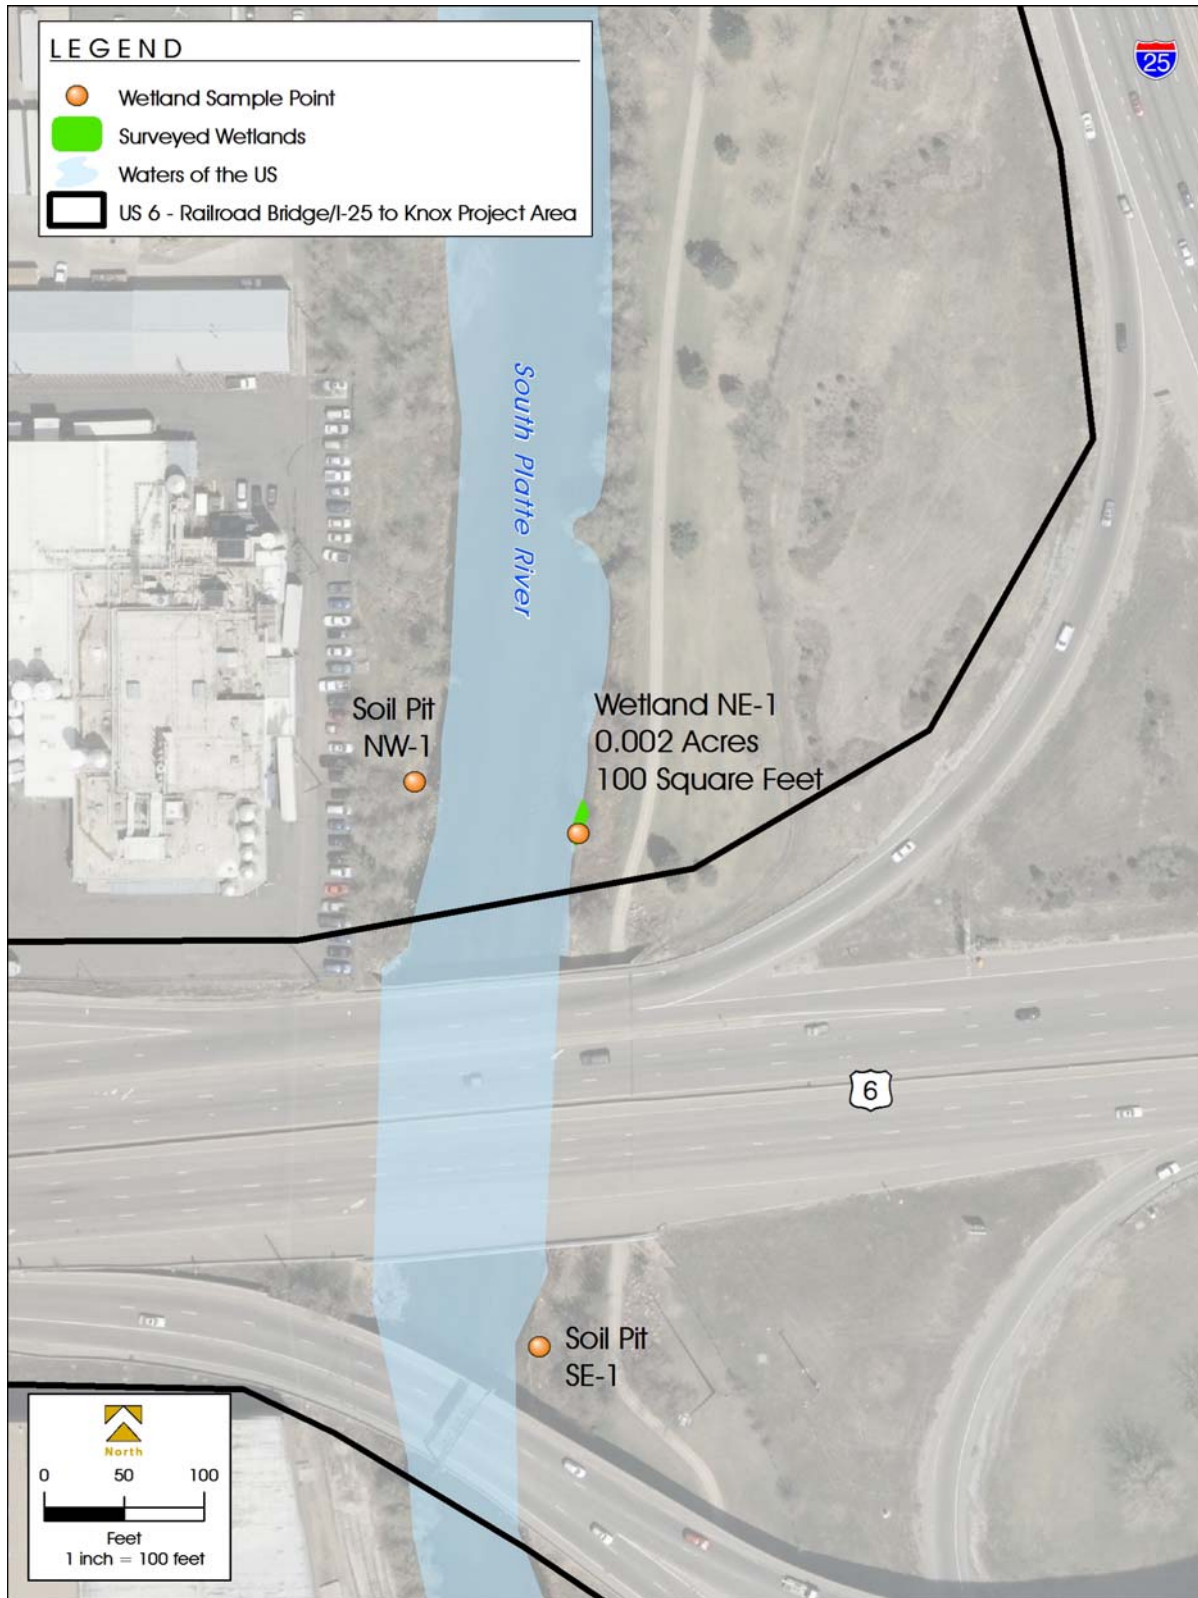 LEGEND
Wetland Sample Point
Surveyed Wetlands
Waters of the US
US 6 - Railroad Bridge/I-25 to Knox Project Area
25
South Platte River
Soil Pit
NW-1
Wetland NE-1
0.002 Acres
100 Square Feet
6
Soil Pit
SE-1
North
0 50 100
Feet
1 inch = 100 feet